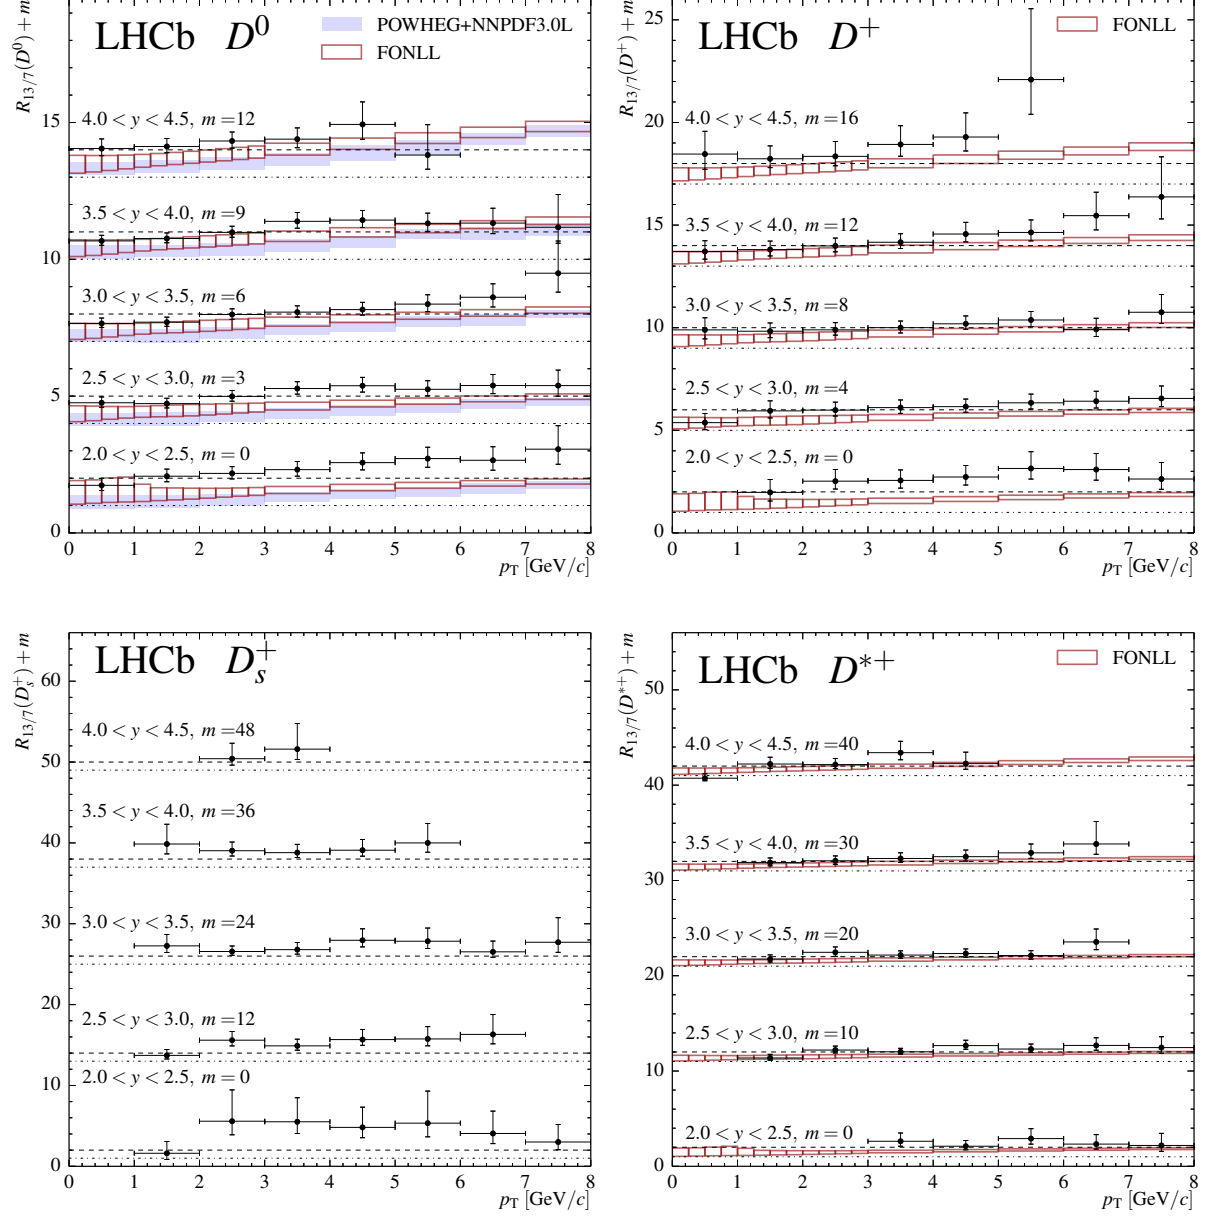 LHCb D⁰
POWHEG+NNPDF3.0L
FONLL
R₁₃/₇(D⁰) + m
15
10
5
0
4.0 < y < 4.5, m = 12
3.5 < y < 4.0, m = 9
3.0 < y < 3.5, m = 6
2.5 < y < 3.0, m = 3
2.0 < y < 2.5, m = 0
0 1 2 3 4 5 6 7 8
p_T [GeV/c]
LHCb D⁺
FONLL
R₁₃/₇(D⁺) + m
25
20
15
10
5
0
4.0 < y < 4.5, m = 16
3.5 < y < 4.0, m = 12
3.0 < y < 3.5, m = 8
2.5 < y < 3.0, m = 4
2.0 < y < 2.5, m = 0
0 1 2 3 4 5 6 7 8
p_T [GeV/c]
LHCb D_s⁺
R₁₃/₇(D_s⁺) + m
60
50
40
30
20
10
0
4.0 < y < 4.5, m = 48
3.5 < y < 4.0, m = 36
3.0 < y < 3.5, m = 24
2.5 < y < 3.0, m = 12
2.0 < y < 2.5, m = 0
0 1 2 3 4 5 6 7 8
p_T [GeV/c]
LHCb D*⁺
FONLL
R₁₃/₇(D*⁺) + m
50
40
30
20
10
0
4.0 < y < 4.5, m = 40
3.5 < y < 4.0, m = 30
3.0 < y < 3.5, m = 20
2.5 < y < 3.0, m = 10
2.0 < y < 2.5, m = 0
0 1 2 3 4 5 6 7 8
p_T [GeV/c]